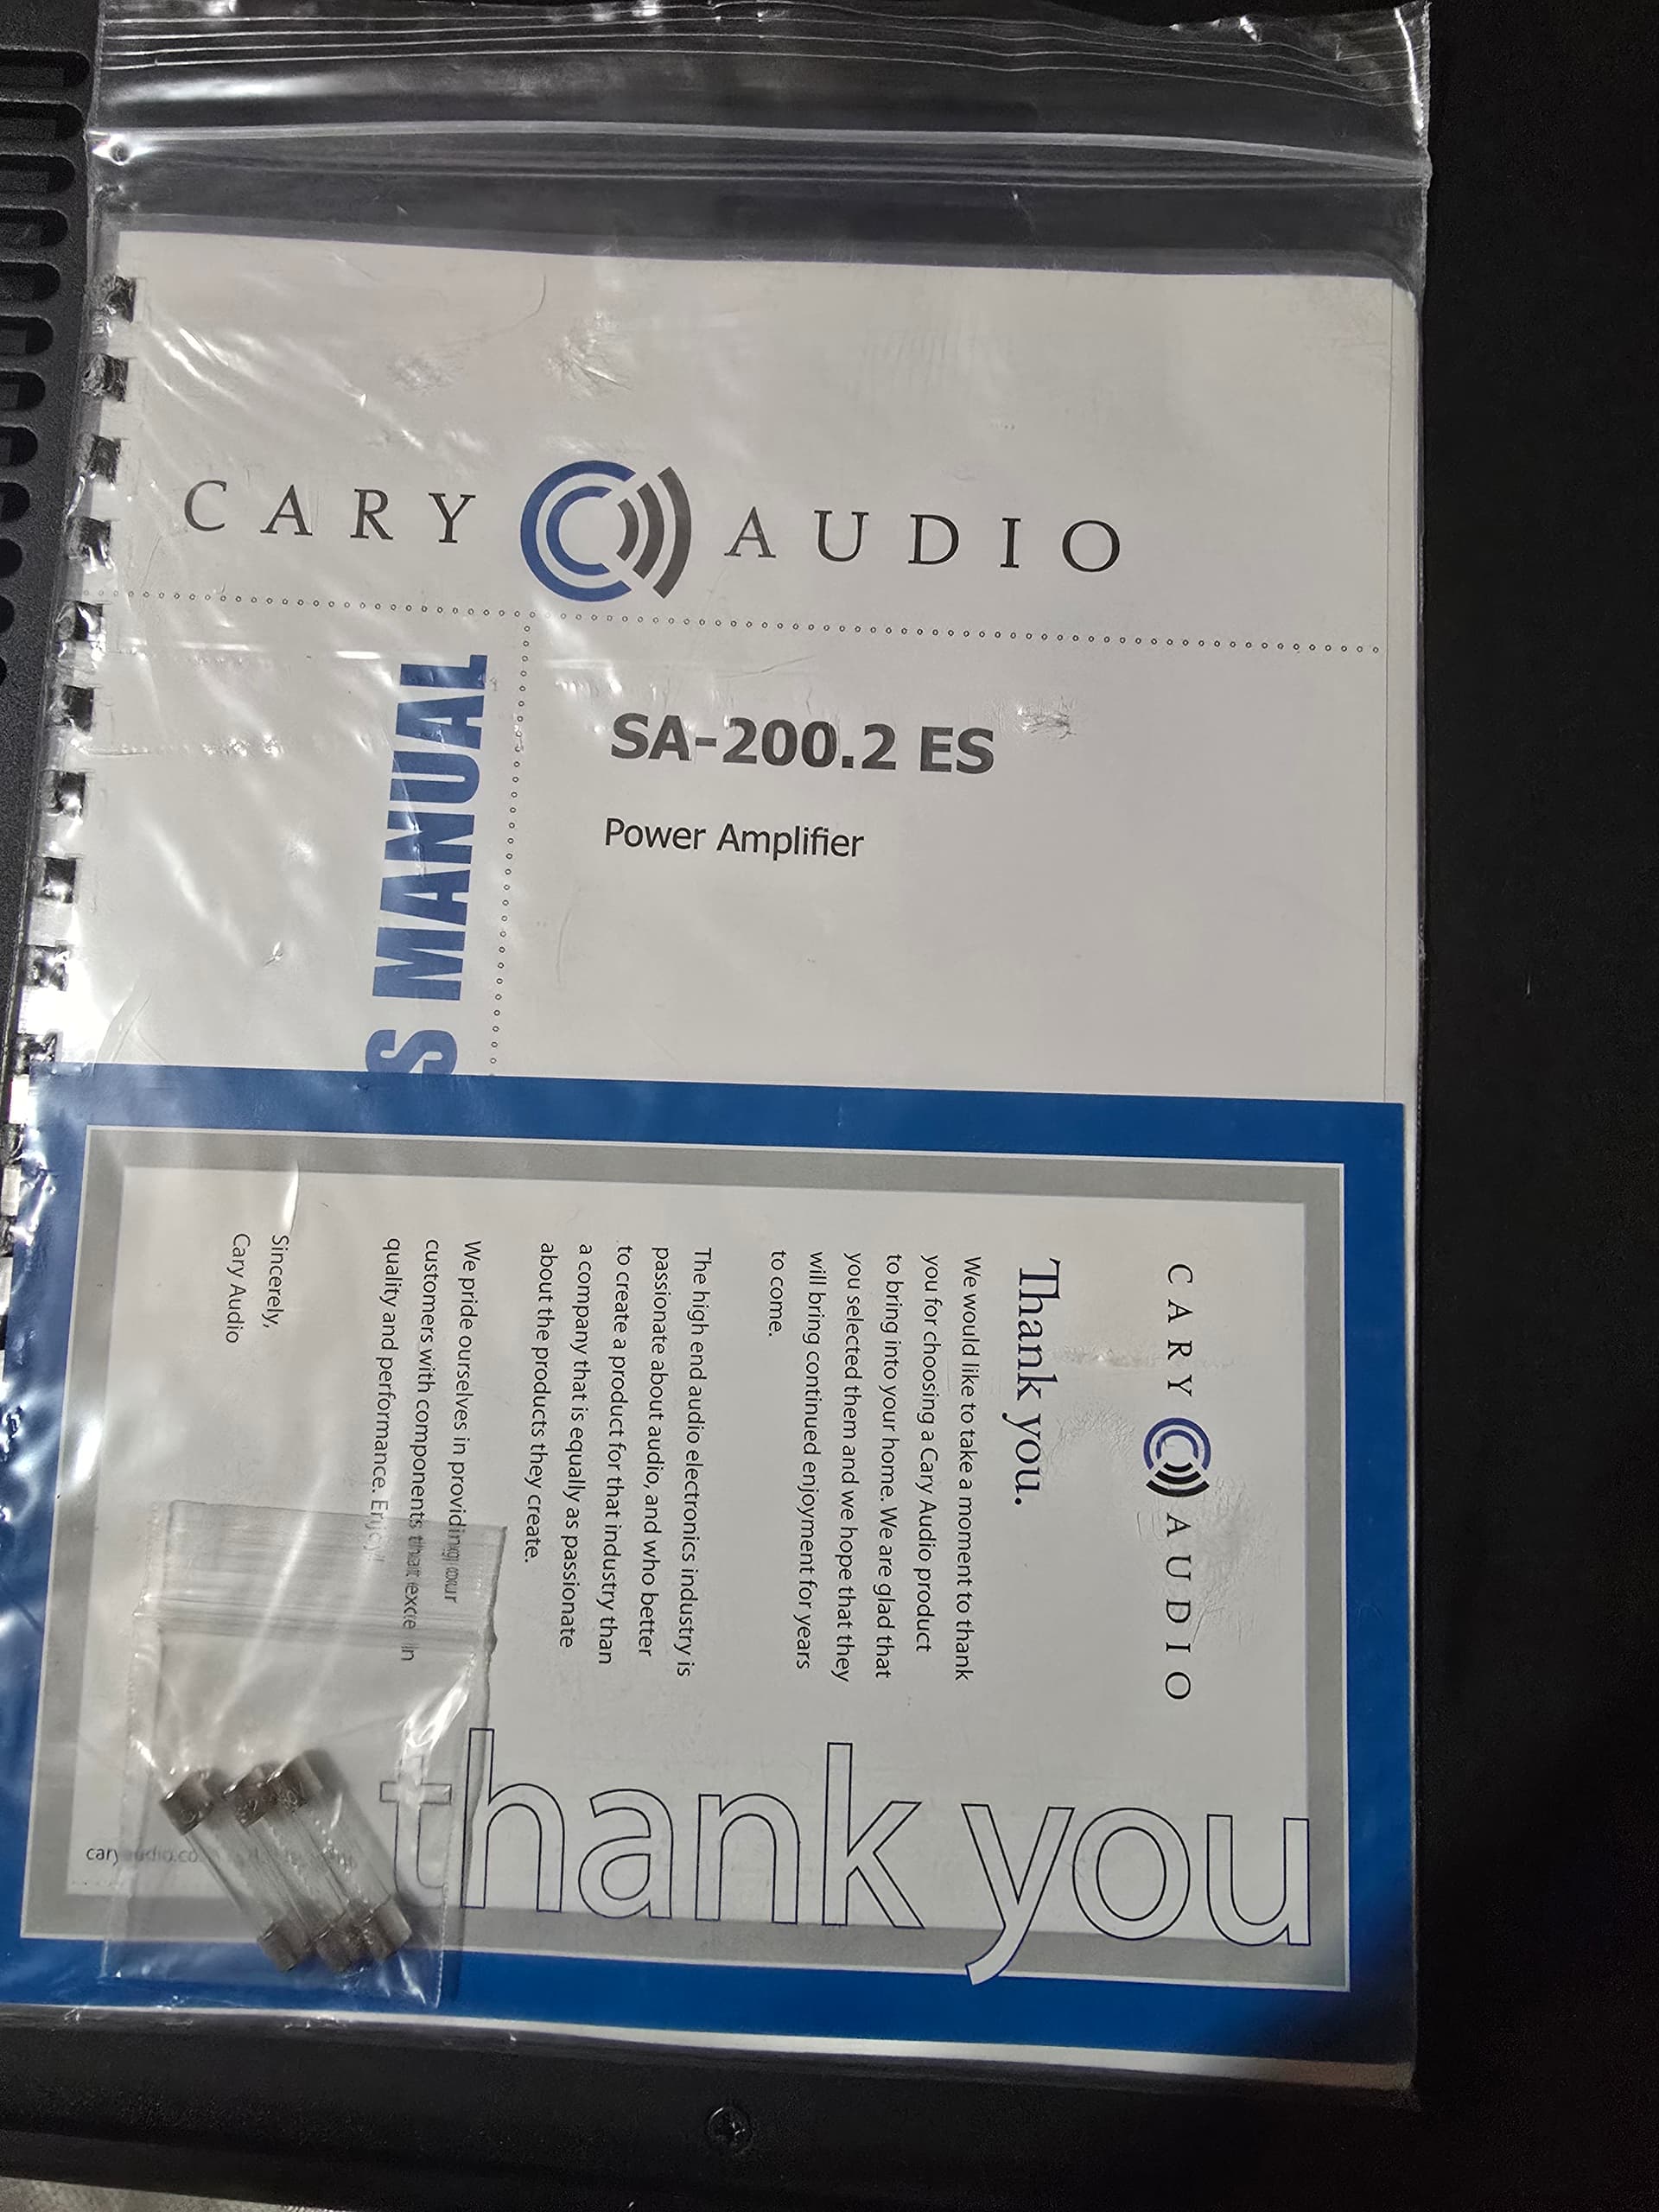 CARY AUDIO
SA-200.2 ES
Power Amplifier
S MANUAL
CARY AUDIO
Thank you.
We would like to take a moment to thank
you for choosing a Cary Audio product
to bring into your home. We are glad that
you selected them and we hope that they
will bring continued enjoyment for years
to come.
The high end audio electronics industry is
passionate about audio, and who better
to create a product for that industry than
a company that is equally as passionate
about the products they create.
We pride ourselves in providing our
customers with components that excel in
quality and performance. Enjoy!
Sincerely,
Cary Audio
thank you
caryaudio.co